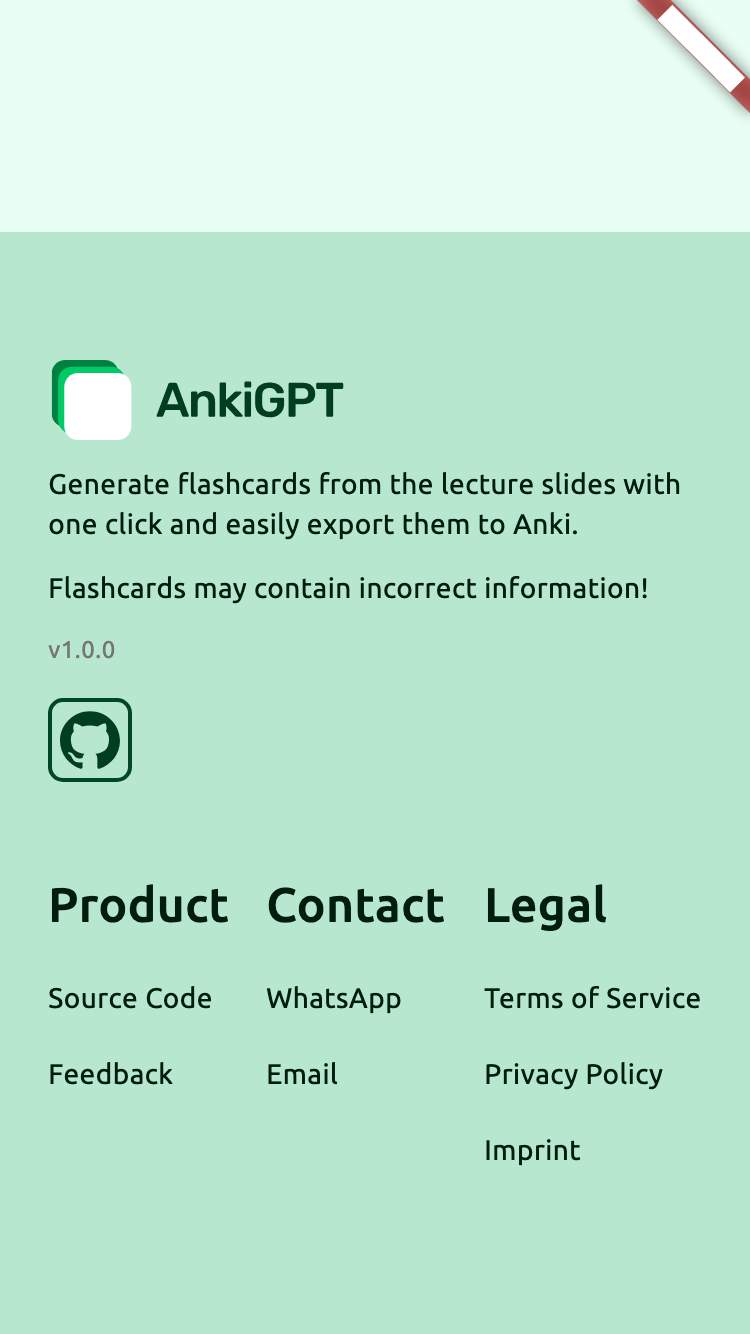 AnkiGPT
Generate flashcards from the lecture slides with
one click and easily export them to Anki.
Flashcards may contain incorrect information!
v1.0.0
Product
Contact
Legal
Source Code
WhatsApp
Terms of Service
Feedback
Email
Privacy Policy
Imprint